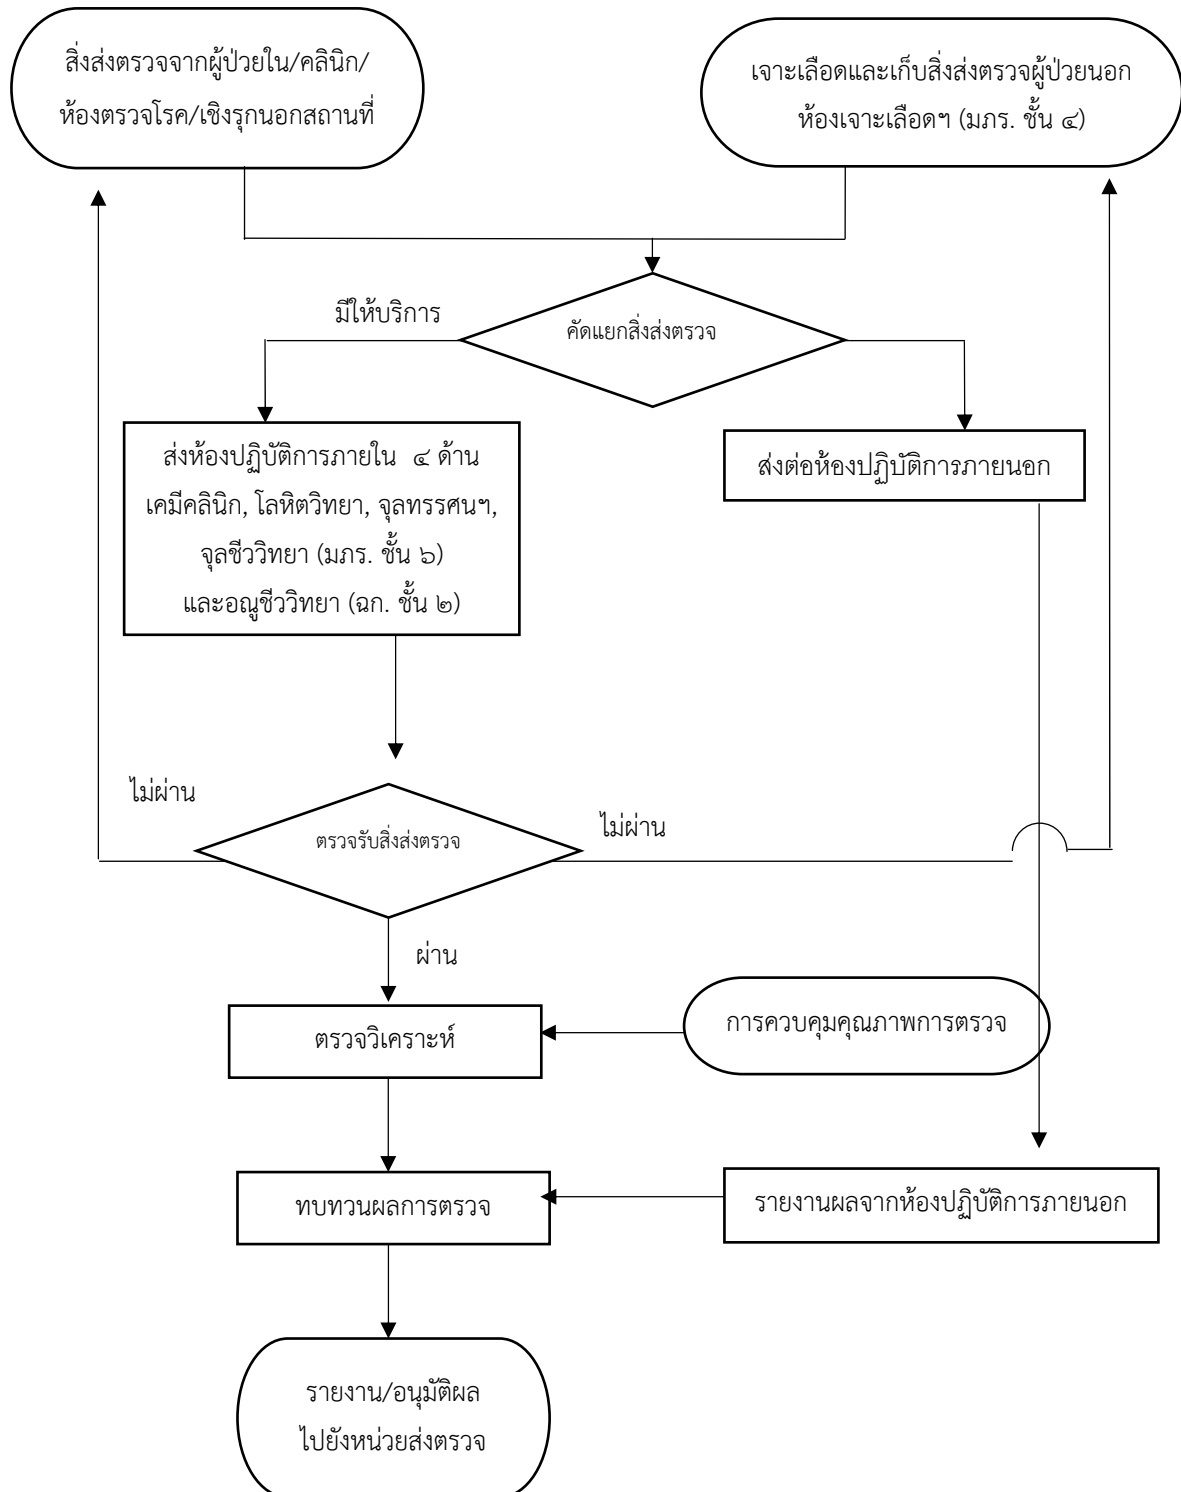 สิ่งส่งตรวจจากผู้ป่วยใน/คลินิก/
ห้องตรวจโรค/เชิงรุกนอกสถานที่
เจาะเลือดและเก็บสิ่งส่งตรวจผู้ป่วยนอก
ห้องเจาะเลือดฯ (มภร. ชั้น ๔)
คัดแยกสิ่งส่งตรวจ
มีให้บริการ
ส่งห้องปฏิบัติการภายใน ๔ ด้าน
เคมีคลินิก, โลหิตวิทยา, จุลทรรศนฯ,
จุลชีววิทยา (มภร. ชั้น ๖)
และอณูชีววิทยา (ฉก. ชั้น ๒)
ส่งต่อห้องปฏิบัติการภายนอก
ไม่ผ่าน
ตรวจรับสิ่งส่งตรวจ
ไม่ผ่าน
ผ่าน
ตรวจวิเคราะห์
การควบคุมคุณภาพการตรวจ
ทบทวนผลการตรวจ
รายงานผลจากห้องปฏิบัติการภายนอก
รายงาน/อนุมัติผล
ไปยังหน่วยส่งตรวจ